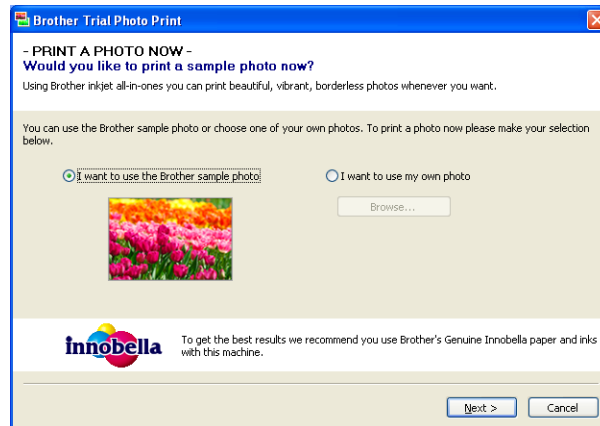 Brother Trial Photo Print
- PRINT A PHOTO NOW -
Would you like to print a sample photo now?
Using Brother inkjet all-in-ones you can print beautiful, vibrant, borderless photos whenever you want.
You can use the Brother sample photo or choose one of your own photos. To print a photo now please make your selection
below.
I want to use the Brother sample photo
I want to use my own photo
Browse...
innobella
To get the best results we recommend you use Brother's Genuine Innobella paper and inks
with this machine.
Next >
Cancel